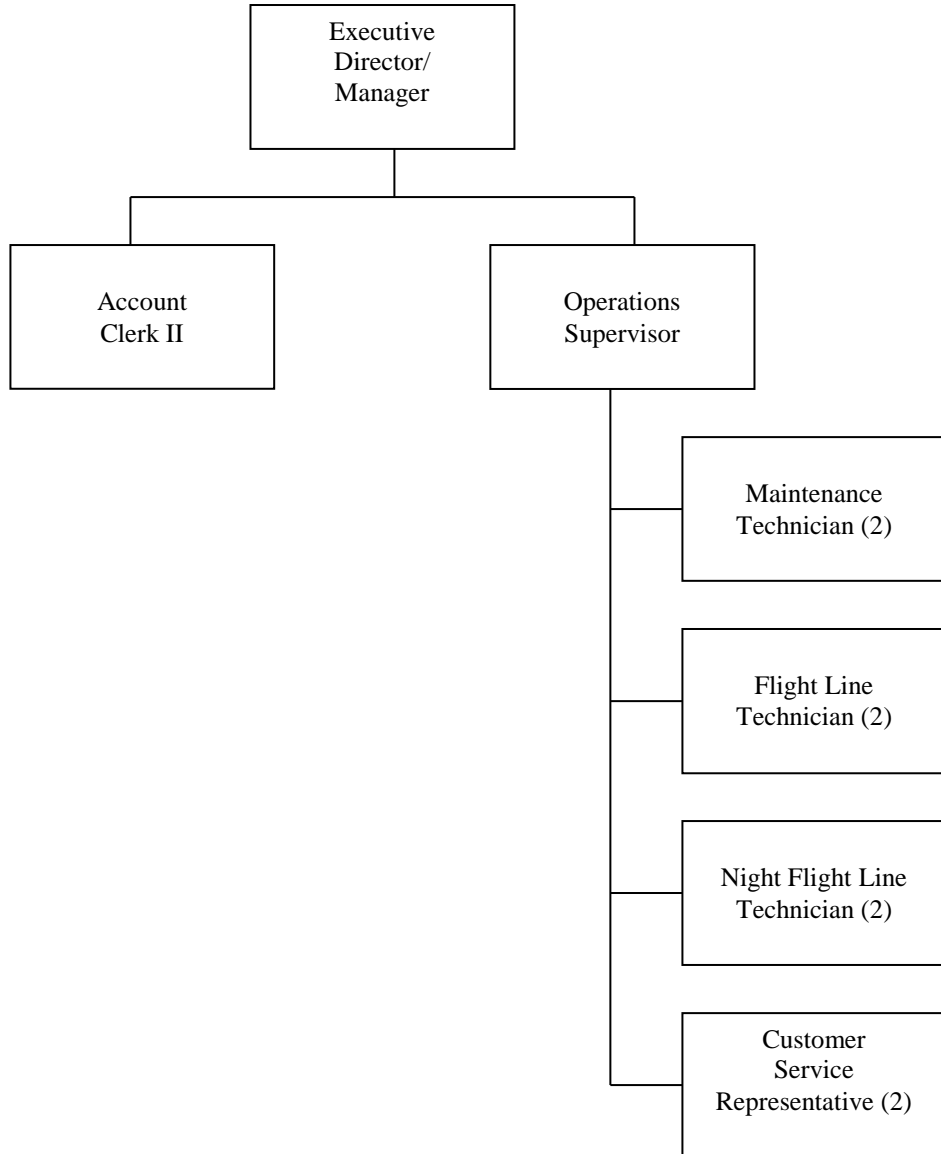 Executive
Director/
Manager
Account
Clerk II
Operations
Supervisor
Maintenance
Technician (2)
Flight Line
Technician (2)
Night Flight Line
Technician (2)
Customer
Service
Representative (2)